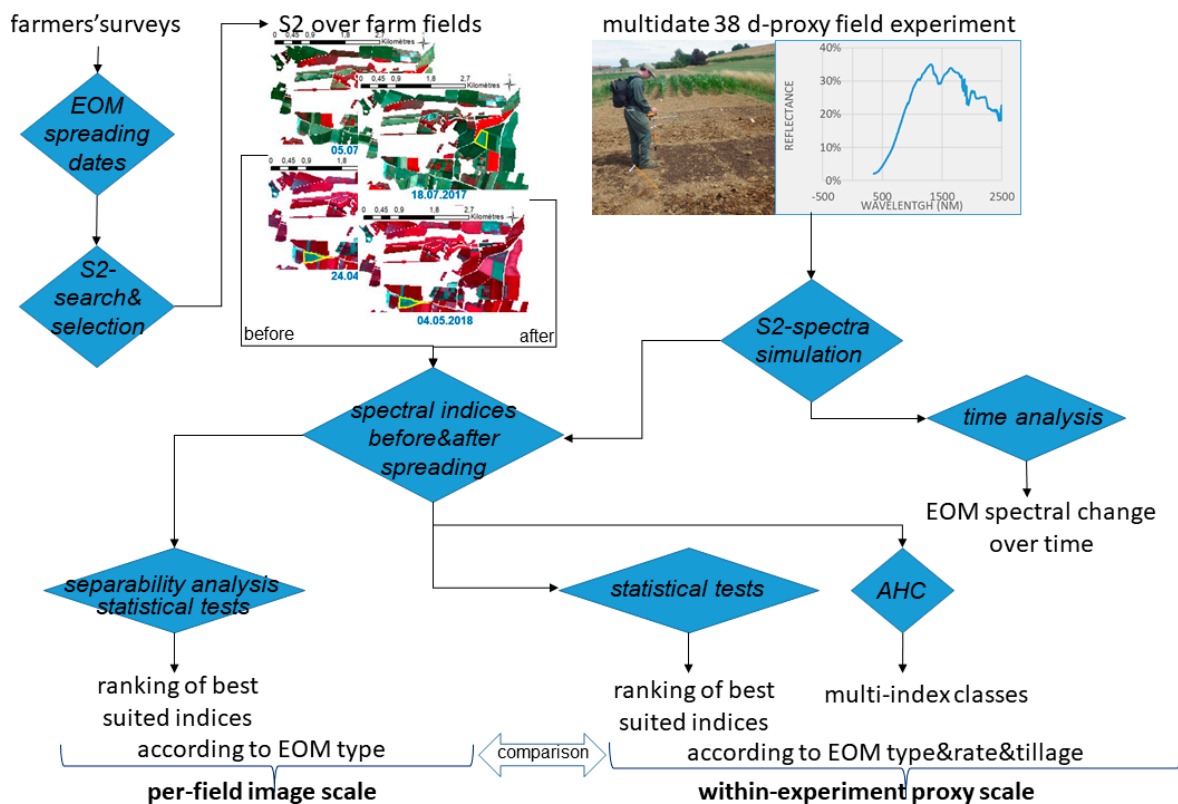 farmers'surveys
S2 over farm fields
multidate 38 d-proxy field experiment
EOM
spreading
dates
S2-
search&
selection
Kilomètres
0 0.45 0.9 1.8 2.7
Kilomètres
0 0.45 0.9 1.8 2.7
05.07
18.07.2017
0 0.45 0.9 1.8
Kilomètres
0 0.45 0.9 1.8 2.7
24.04
04.05.2018
before
after
REFLECTANCE
40%
30%
20%
10%
0%
-500 500 1500 2500
WAVELENTGH (NM)
S2-spectra
simulation
spectral indices
before&after
spreading
time analysis
EOM spectral change
over time
separability analysis
statistical tests
statistical tests
AHC
ranking of best
suited indices
ranking of best
suited indices
multi-index classes
according to EOM type
comparison
according to EOM type&rate&tillage
per-field image scale
within-experiment proxy scale